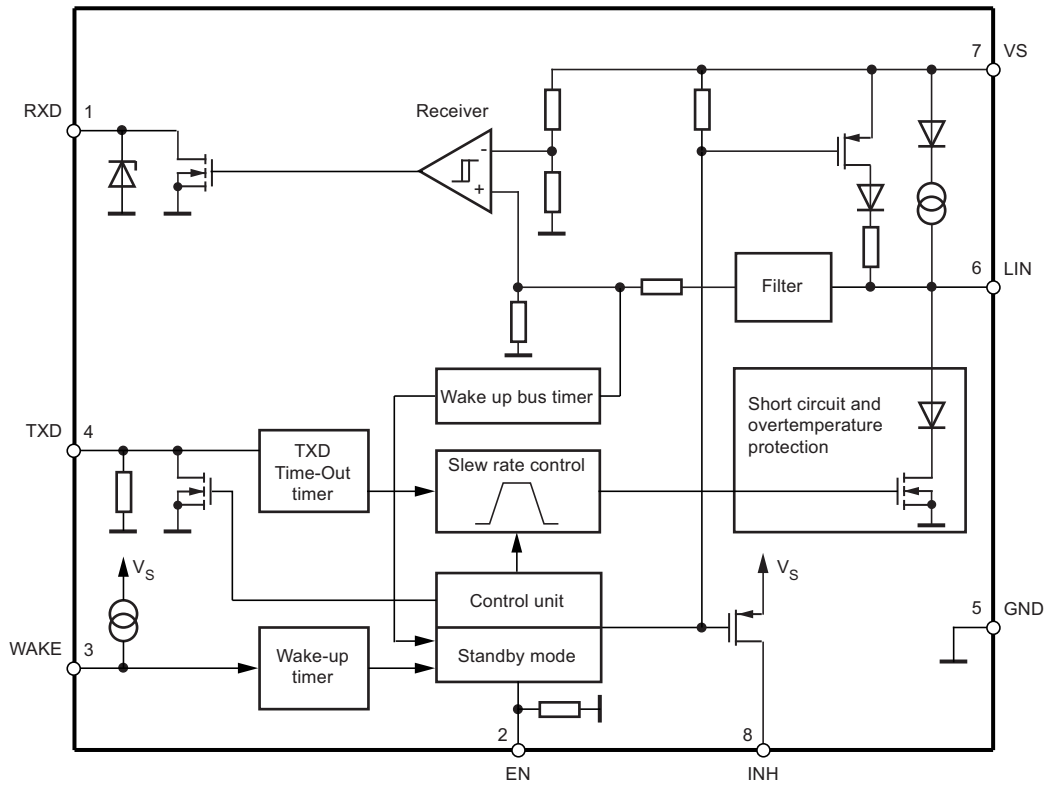 7 VS
RXD 1
Receiver
-
+
6 LIN
Filter
Wake up bus timer
Short circuit and
overtemperature
protection
TXD 4
TXD
Time-Out
timer
Slew rate control
VS
VS
Control unit
5 GND
WAKE 3
Wake-up
timer
Standby mode
2
8
EN
INH